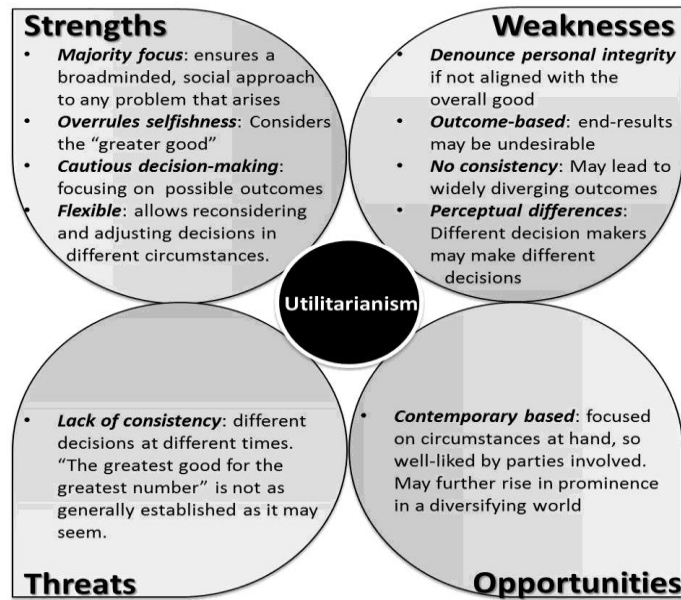 Strengths
• Majority focus: ensures a
broadminded, social approach
to any problem that arises
• Overrules selfishness: Considers
the “greater good”
• Cautious decision-making:
focusing on possible outcomes
• Flexible: allows reconsidering
and adjusting decisions in
different circumstances.
Weaknesses
• Denounce personal integrity
if not aligned with the
overall good
• Outcome-based: end-results
may be undesirable
• No consistency: May lead to
widely diverging outcomes
• Perceptual differences:
Different decision makers
may make different
decisions
Utilitarianism
• Lack of consistency: different
decisions at different times.
“The greatest good for the
greatest number” is not as
generally established as it may
seem.
Threats
• Contemporary based: focused
on circumstances at hand, so
well-liked by parties involved.
May further rise in prominence
in a diversifying world
Opportunities